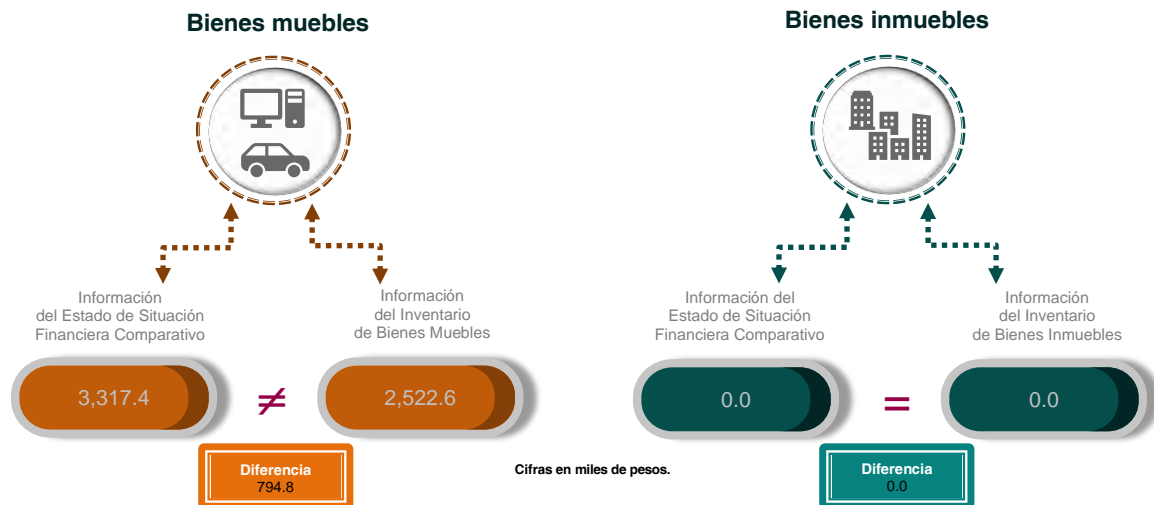 Bienes muebles
Información
del Estado de Situación
Financiera Comparativo
Información
del Inventario
de Bienes Muebles
3,317.4
≠
2,522.6
Diferencia
794.8
Cifras en miles de pesos.
Bienes inmuebles
Información del
Estado de Situación
Financiera Comparativo
Información
del Inventario
de Bienes Inmuebles
0.0
=
0.0
Diferencia
0.0